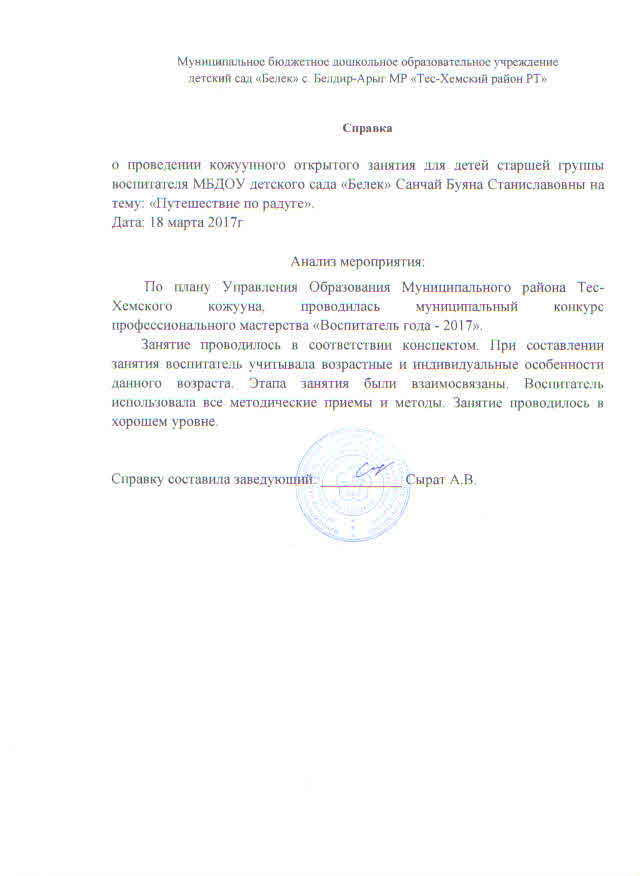 Муниципальное бюджетное дошкольное образовательное учреждение
детский сад «Белек» с. Белдир-Арыг МР «Тес-Хемский район РТ»
Справка
о проведении кожуунного открытого занятия для детей старшей группы
воспитателя МБДОУ детского сада «Белек» Санчай Буяна Станиславовны на
тему: «Путешествие по радуге».
Дата: 18 марта 2017г
Анализ мероприятия:
По плану Управления Образования Муниципального района Тес-
Хемского кожууна, проводилась муниципальный конкурс
профессионального мастерства «Воспитатель года - 2017».
Занятие проводилось в соответствии конспектом. При составлении
занятия воспитатель учитывала возрастные и индивидуальные особенности
данного возраста. Этапа занятия были взаимосвязаны. Воспитатель
использовала все методические приемы и методы. Занятие проводилось в
хорошем уровне.
Справку составила заведующий: ____________ Сырат А.В.